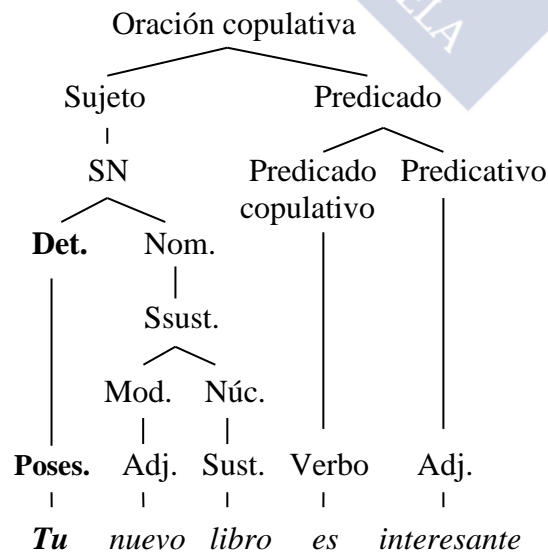 ELA
Oración copulativa
Sujeto Predicado
SN Predicado Predicativo
copulativo
Det. Nom.
Ssust.
Mod. Núc.
Poses. Adj. Sust. Verbo Adj.
Tu nuevo libro es interesante